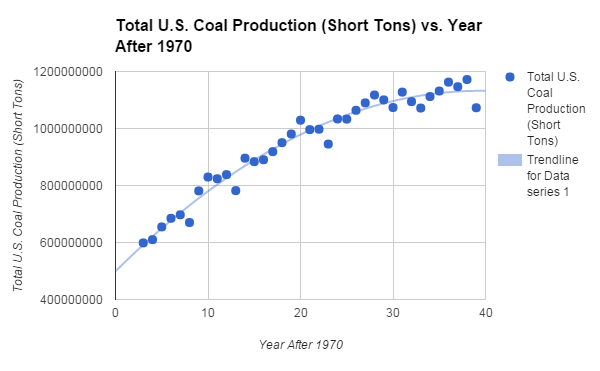 Total U.S. Coal Production (Short Tons) vs. Year
After 1970
Total U.S. Coal Production (Short Tons)
1200000000
1000000000
800000000
600000000
400000000
0
10
20
30
40
Year After 1970
Total U.S.
Coal
Production
(Short
Tons)
Trendline
for Data
series 1